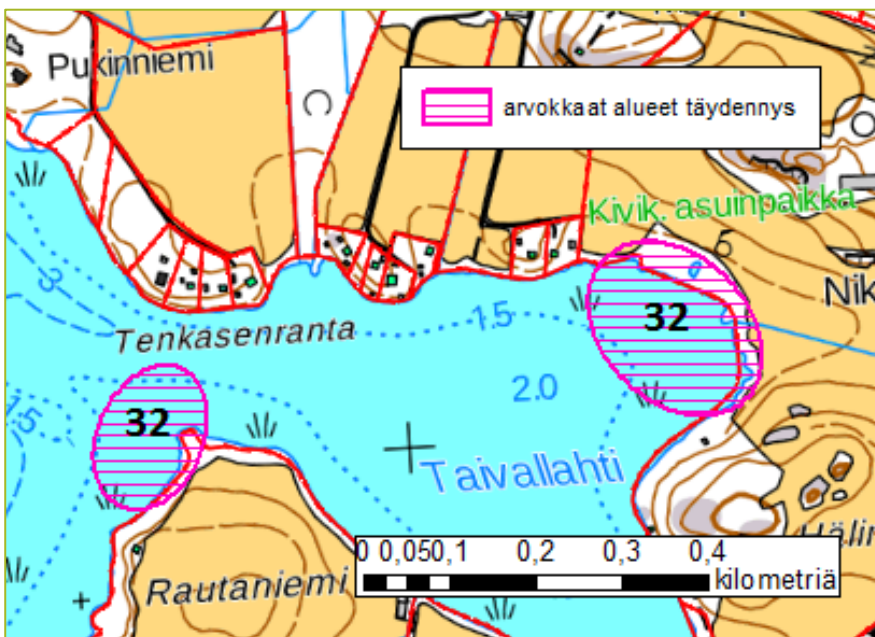 Pukinniemi
arvokkaat alueet täydennys
Kivik. asuinpaikka
Nik
3
1.5
32
Tenkasenranta
2.0
32
1.5
Taivallahti
Hälin
0 0,050,1 0,2 0,3 0,4
kilometriä
Rautaniemi